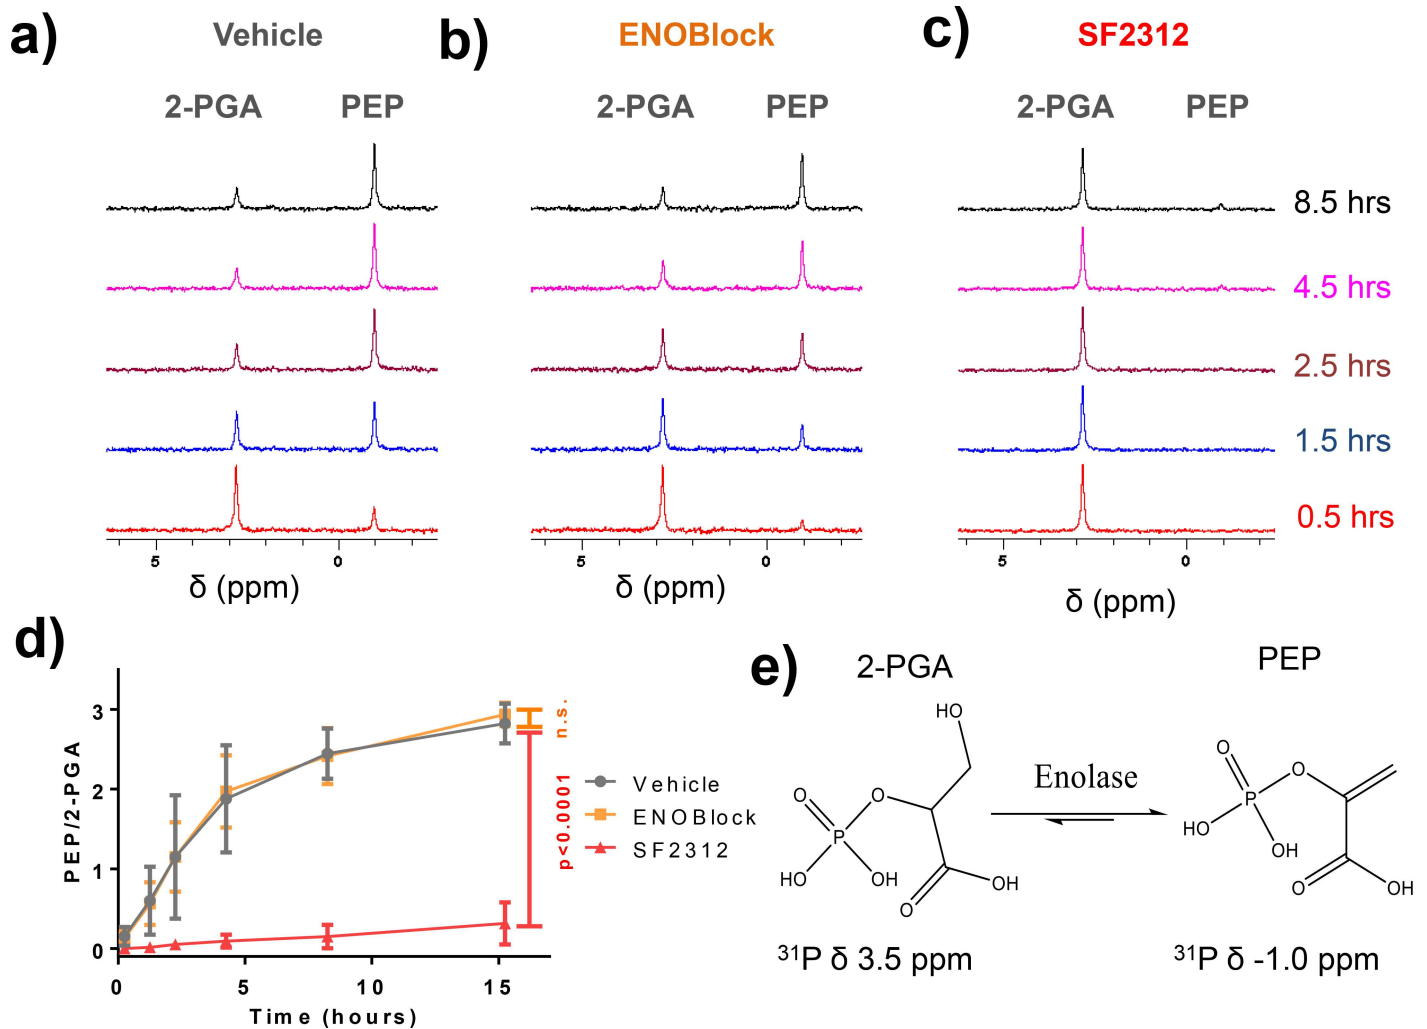 a)
Vehicle
b)
ENOBlock
c)
SF2312
2-PGA PEP
2-PGA PEP
2-PGA PEP
8.5 hrs
4.5 hrs
2.5 hrs
1.5 hrs
0.5 hrs
5 0
δ (ppm)
5 0
δ (ppm)
5 0
δ (ppm)
d)
PEP/2-PGA
3
2
1
0
0 5 10 15
Time (hours)
n.s.
p<0.0001
Vehicle
ENOBlock
SF2312
e)
2-PGA
PEP
HO
O
O
P
HO
OH
O
OH
Enolase
O
O
P
HO
OH
O
OH
31P δ 3.5 ppm
31P δ -1.0 ppm